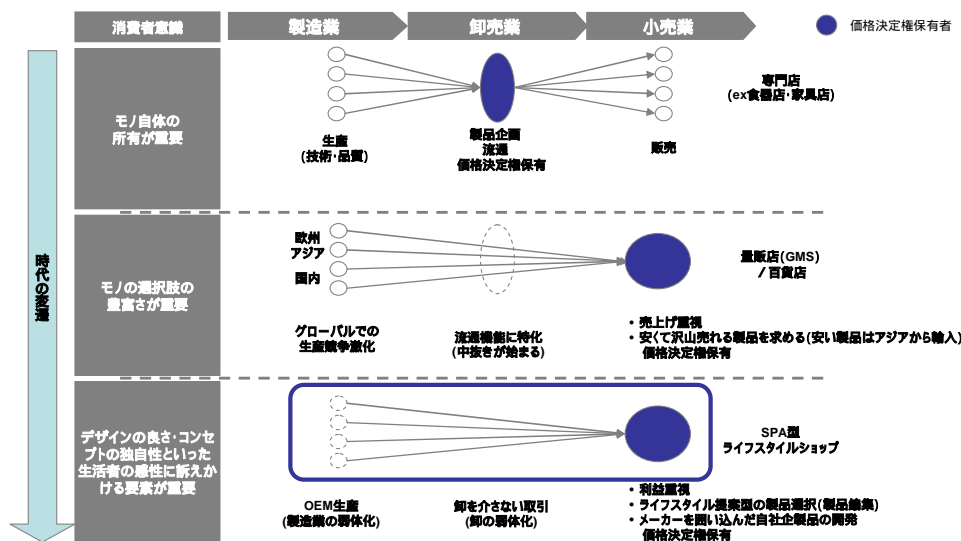 消費者意識
製造業
卸売業
小売業
価格決定権保有者
時代の変遷
モノ自体の
所有が重要
生産
(技術・品質)
製品企画
流通
価格決定権保有
販売
専門店
(ex食器店・家具店)
モノの選択肢の
豊富さが重要
欧州
アジア
国内
グローバルでの
生産競争激化
流通機能に特化
(中抜きが始まる)
量販店(GMS)
/百貨店
• 売上げ重視
• 安くて沢山売れる製品を求める(安い製品はアジアから輸入)
価格決定権保有
デザインの良さ・コンセ
プトの独自性といった
生活者の感性に訴えか
ける要素が重要
OEM生産
(製造業の弱体化)
卸を介さない取引
(卸の弱体化)
SPA型
ライフスタイルショップ
• 利益重視
• ライフスタイル提案型の製品選択(製品編集)
• メーカーを囲い込んだ自社企製品の開発
価格決定権保有